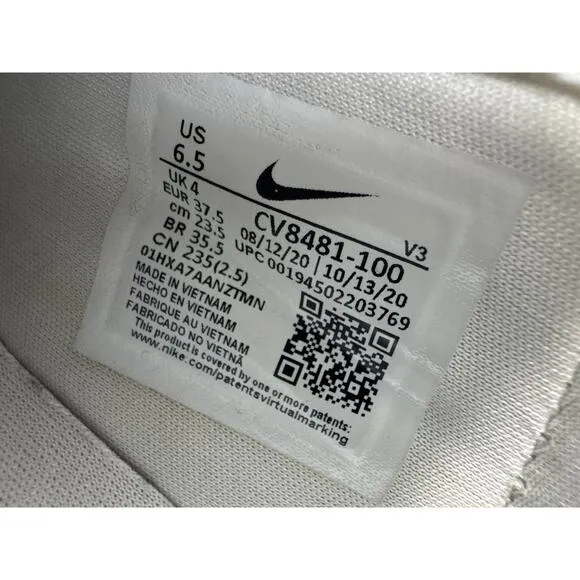 US
6.5
UK 4
EUR 37.5
cm 23.5
BR 35.5
CN 235(2.5)
01HXA7AANZTMN
CV8481-100 V3
08/12/20 | 10/13/20
UPC 00194502203769
MADE IN VIETNAM
HECHO EN VIETNAM
FABRIQUE AU VIETNAM
FABRICADO NO VIETNÃ
This product is covered by one or more patents:
www.nike.com/patentsvirtualmarking